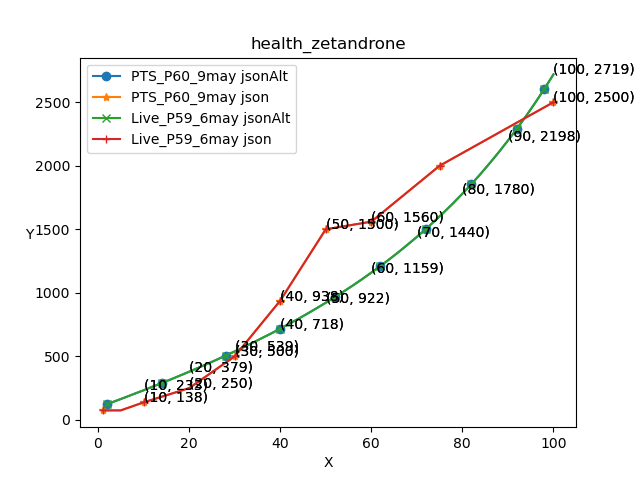 health_zetandrone
PTS_P60_9may jsonAlt
PTS_P60_9may json
Live_P59_6may jsonAlt
Live_P59_6may json
(100, 2719)
(100, 2500)
(90, 2198)
(80, 1780)
(60, 1560)
(50, 1500)
(70, 1440)
(60, 1159)
(40, 938)
(50, 922)
(40, 718)
(30, 539)
(30, 500)
(20, 379)
(20, 250)
(10, 232)
(10, 138)
2500
2000
1500
1000
500
0
Y
0 20 40 60 80 100
X